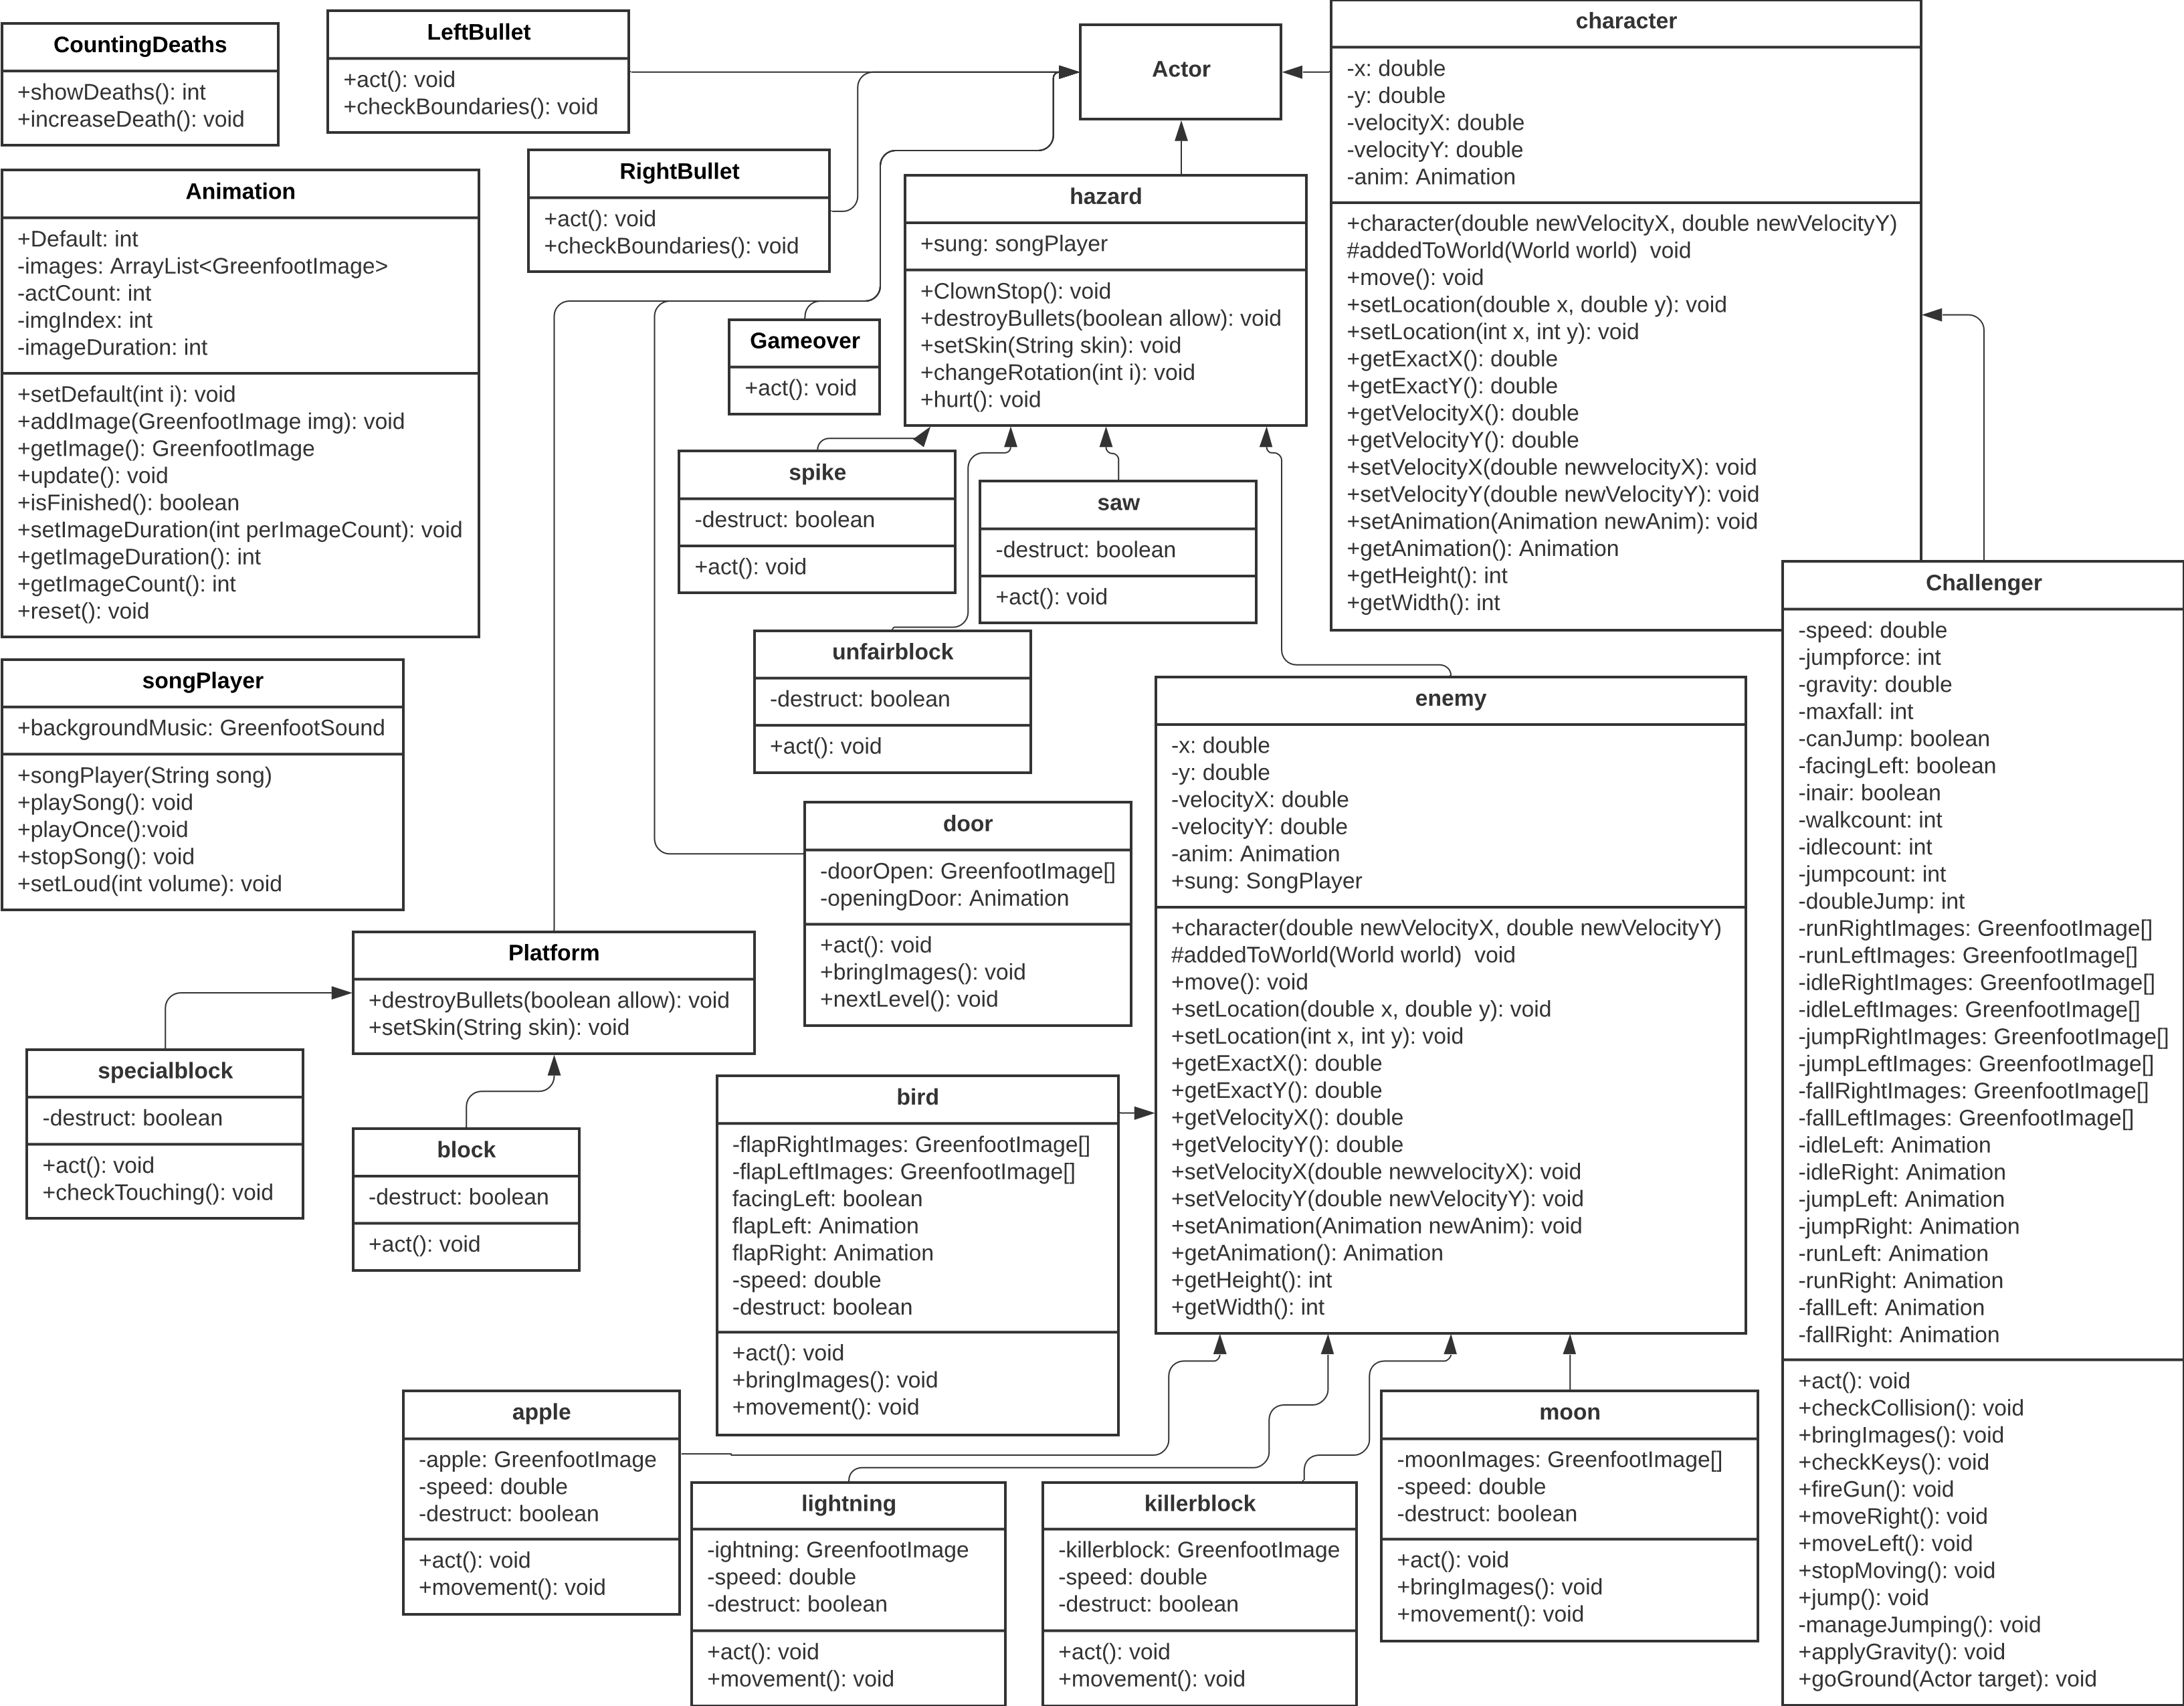 CountingDeaths
+showDeaths(): int
+increaseDeath(): void
LeftBullet
+act(): void
+checkBoundaries(): void
Actor
character
-x: double
-y: double
-velocityX: double
-velocityY: double
-anim: Animation
+character(double newVelocityX, double newVelocityY)
#addedToWorld(World world)  void
+move(): void
+setLocation(double x, double y): void
+setLocation(int x, int y): void
+getExactX(): double
+getExactY(): double
+getVelocityX(): double
+getVelocityY(): double
+setVelocityX(double newvelocityX): void
+setVelocityY(double newVelocityY): void
+setAnimation(Animation newAnim): void
+getAnimation(): Animation
+getHeight(): int
+getWidth(): int
RightBullet
+act(): void
+checkBoundaries(): void
Animation
+Default: int
-images: ArrayList<GreenfootImage>
-actCount: int
-imgIndex: int
-imageDuration: int
+setDefault(int i): void
+addImage(GreenfootImage img): void
+getImage(): GreenfootImage
+update(): void
+isFinished(): boolean
+setImageDuration(int perImageCount): void
+getImageDuration(): int
+getImageCount(): int
+reset(): void
hazard
+sung: songPlayer
+ClownStop(): void
+destroyBullets(boolean allow): void
+setSkin(String skin): void
+changeRotation(int i): void
+hurt(): void
Gameover
+act(): void
spike
-destruct: boolean
+act(): void
saw
-destruct: boolean
+act(): void
unfairblock
-destruct: boolean
+act(): void
songPlayer
+backgroundMusic: GreenfootSound
+songPlayer(String song)
+playSong(): void
+playOnce():void
+stopSong(): void
+setLoud(int volume): void
enemy
-x: double
-y: double
-velocityX: double
-velocityY: double
-anim: Animation
+sung: SongPlayer
+character(double newVelocityX, double newVelocityY)
#addedToWorld(World world)  void
+move(): void
+setLocation(double x, double y): void
+setLocation(int x, int y): void
+getExactX(): double
+getExactY(): double
+getVelocityX(): double
+getVelocityY(): double
+setVelocityX(double newvelocityX): void
+setVelocityY(double newVelocityY): void
+setAnimation(Animation newAnim): void
+getAnimation(): Animation
+getHeight(): int
+getWidth(): int
Challenger
-speed: double
-jumpforce: int
-gravity: double
-maxfall: int
-canJump: boolean
-facingLeft: boolean
-inair: boolean
-walkcount: int
-idlecount: int
-jumpcount: int
-doubleJump: int
-runRightImages: GreenfootImage[]
-runLeftImages: GreenfootImage[]
-idleRightImages: GreenfootImage[]
-idleLeftImages: GreenfootImage[]
-jumpRightImages: GreenfootImage[]
-jumpLeftImages: GreenfootImage[]
-fallRightImages: GreenfootImage[]
-fallLeftImages: GreenfootImage[]
-idleLeft: Animation
-idleRight: Animation
-jumpLeft: Animation
-jumpRight: Animation
-runLeft: Animation
-runRight: Animation
-fallLeft: Animation
-fallRight: Animation
+act(): void
+checkCollision(): void
+bringImages(): void
+checkKeys(): void
+fireGun(): void
+moveRight(): void
+moveLeft(): void
+stopMoving(): void
+jump(): void
-manageJumping(): void
+applyGravity(): void
+goGround(Actor target): void
door
-doorOpen: GreenfootImage[]
-openingDoor: Animation
+act(): void
+bringImages(): void
+nextLevel(): void
Platform
+destroyBullets(boolean allow): void
+setSkin(String skin): void
specialblock
-destruct: boolean
+act(): void
+checkTouching(): void
block
-destruct: boolean
+act(): void
bird
-flapRightImages: GreenfootImage[]
-flapLeftImages: GreenfootImage[]
facingLeft: boolean
flapLeft: Animation
flapRight: Animation
-speed: double
-destruct: boolean
+act(): void
+bringImages(): void
+movement(): void
apple
-apple: GreenfootImage
-speed: double
-destruct: boolean
+act(): void
+movement(): void
lightning
-ightning: GreenfootImage
-speed: double
-destruct: boolean
+act(): void
+movement(): void
killerblock
-killerblock: GreenfootImage
-speed: double
-destruct: boolean
+act(): void
+movement(): void
moon
-moonImages: GreenfootImage[]
-speed: double
-destruct: boolean
+act(): void
+bringImages(): void
+movement(): void